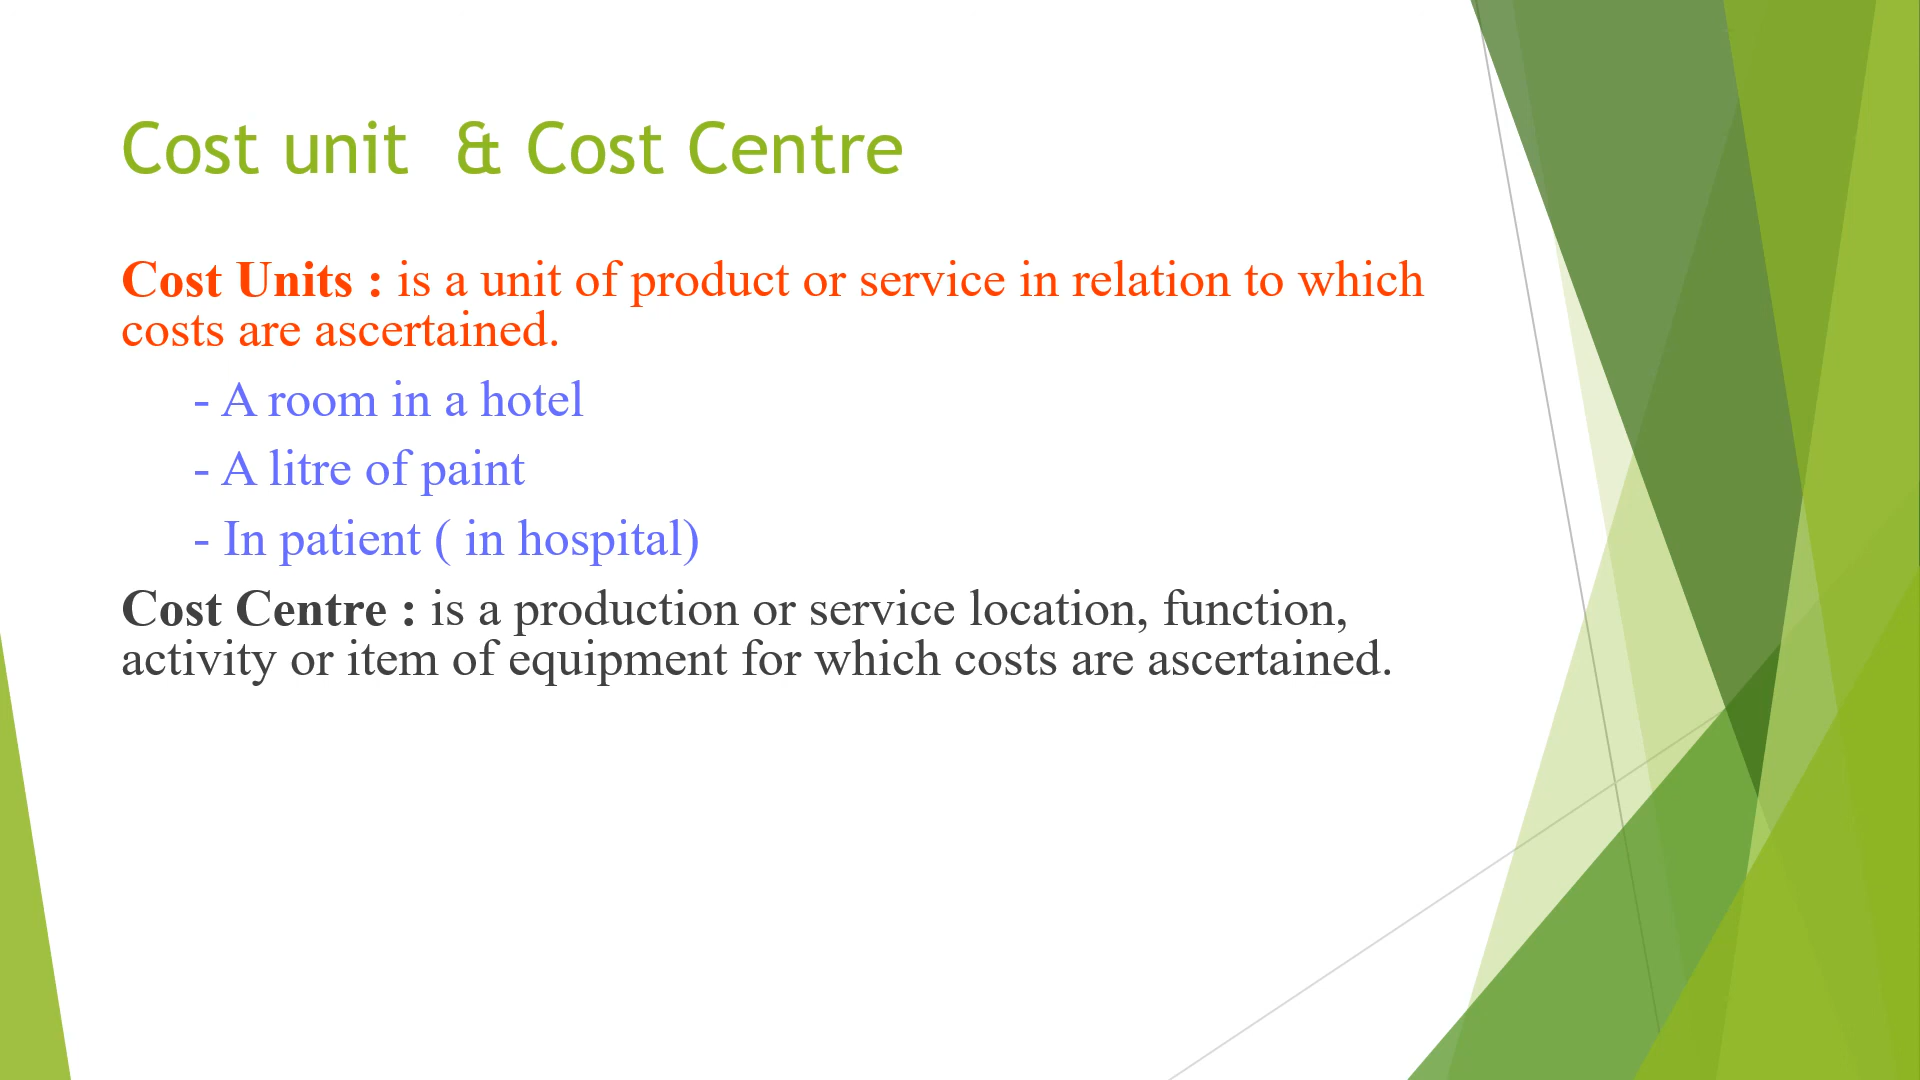 Cost unit  & Cost Centre
Cost Units : is a unit of product or service in relation to which
costs are ascertained.
- A room in a hotel
- A litre of paint
- In patient ( in hospital)
Cost Centre : is a production or service location, function,
activity or item of equipment for which costs are ascertained.